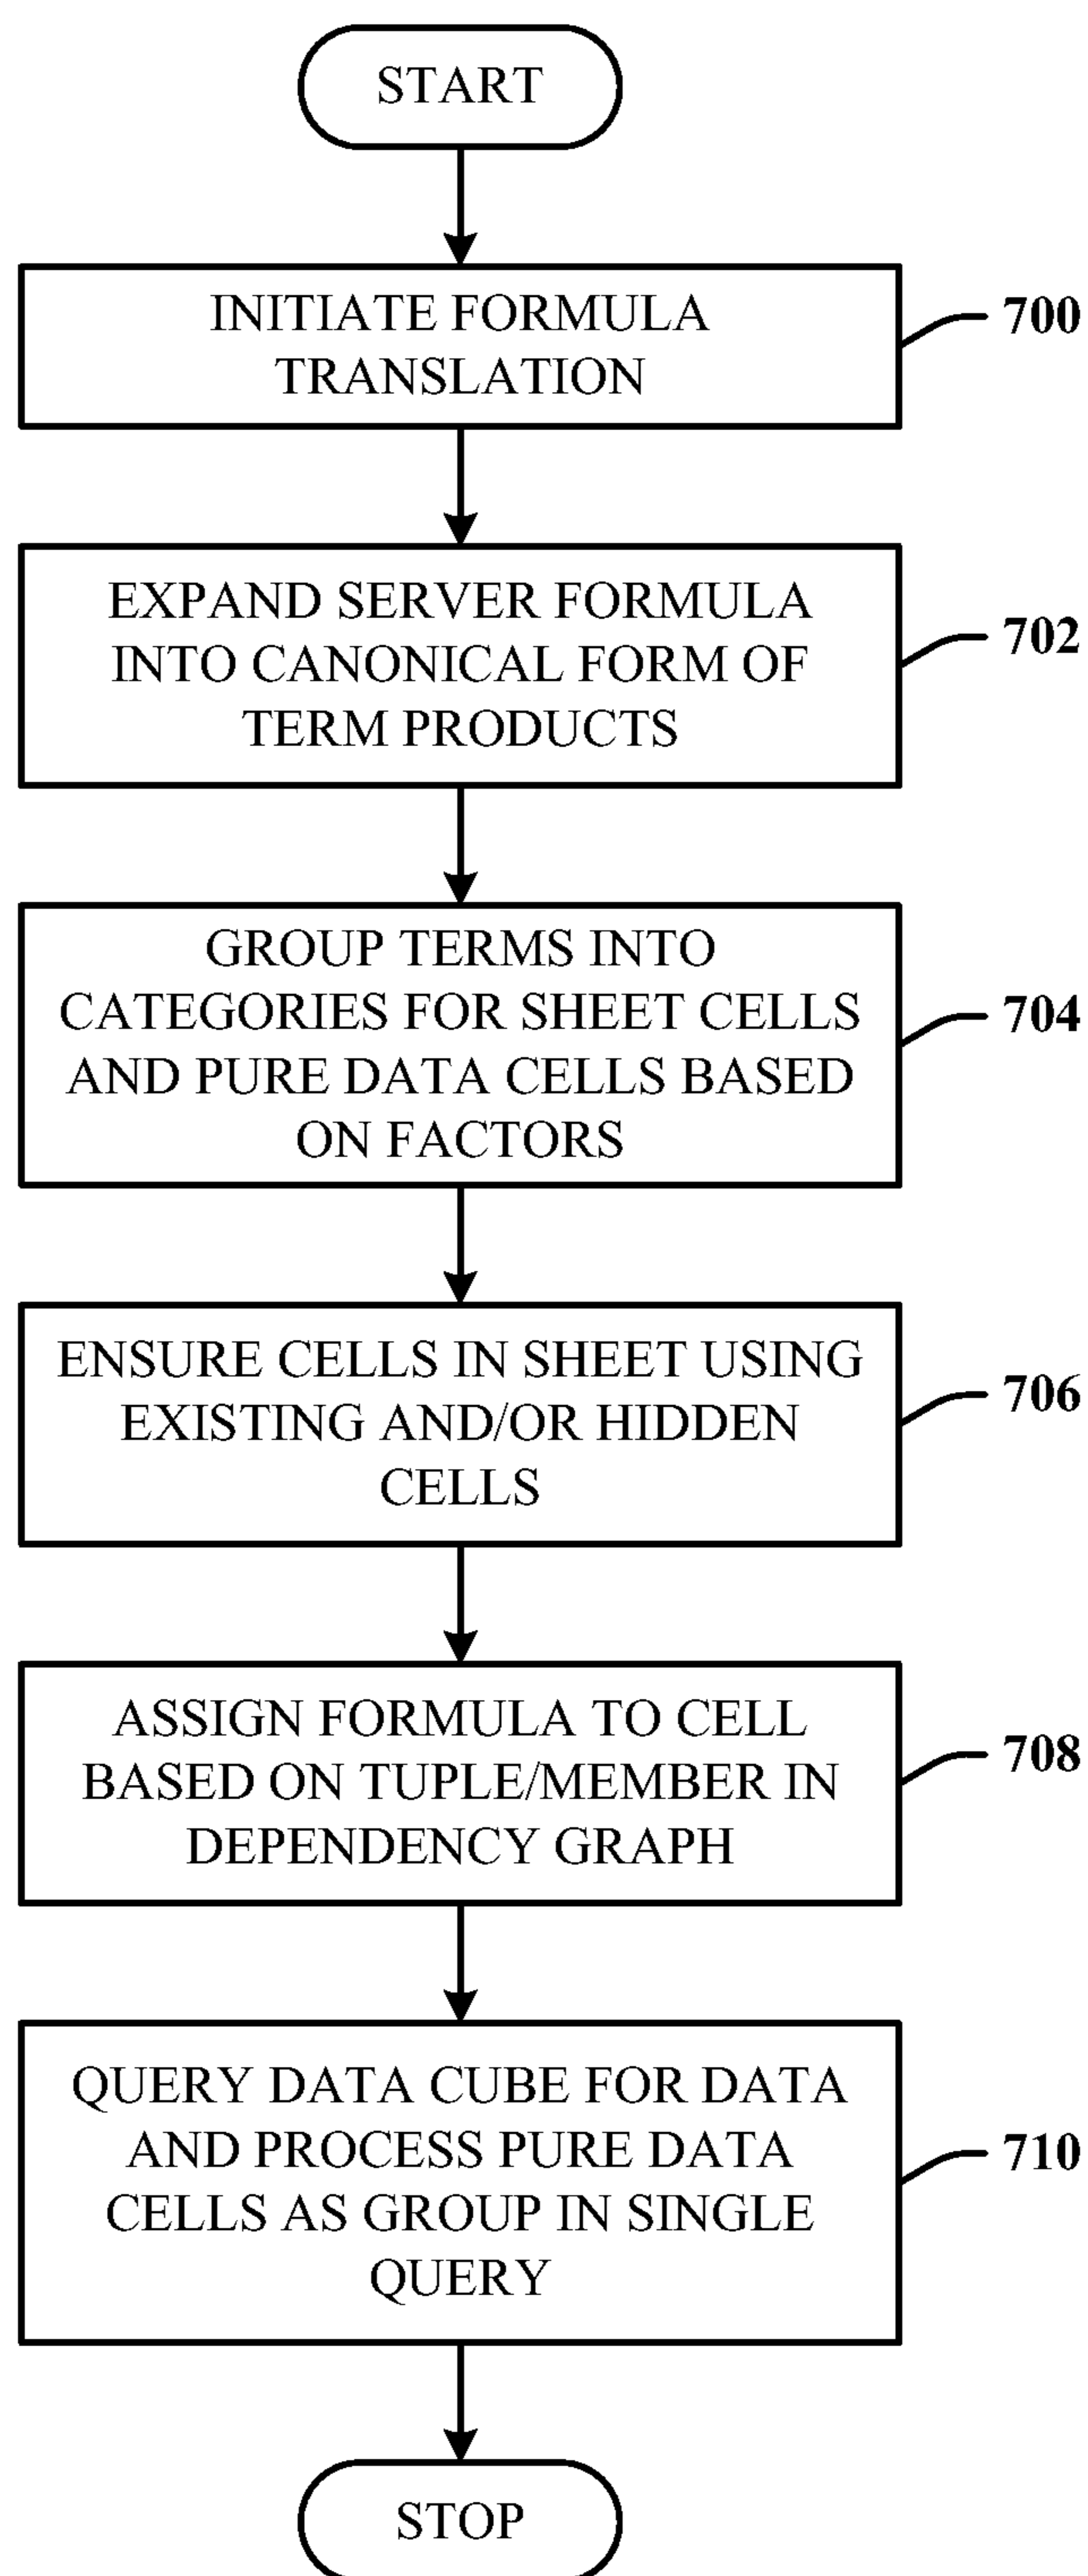 START
INITIATE FORMULA
TRANSLATION
700
EXPAND SERVER FORMULA
INTO CANONICAL FORM OF
TERM PRODUCTS
702
GROUP TERMS INTO
CATEGORIES FOR SHEET CELLS
AND PURE DATA CELLS BASED
ON FACTORS
704
ENSURE CELLS IN SHEET USING
EXISTING AND/OR HIDDEN
CELLS
706
ASSIGN FORMULA TO CELL
BASED ON TUPLE/MEMBER IN
DEPENDENCY GRAPH
708
QUERY DATA CUBE FOR DATA
AND PROCESS PURE DATA
CELLS AS GROUP IN SINGLE
QUERY
710
STOP